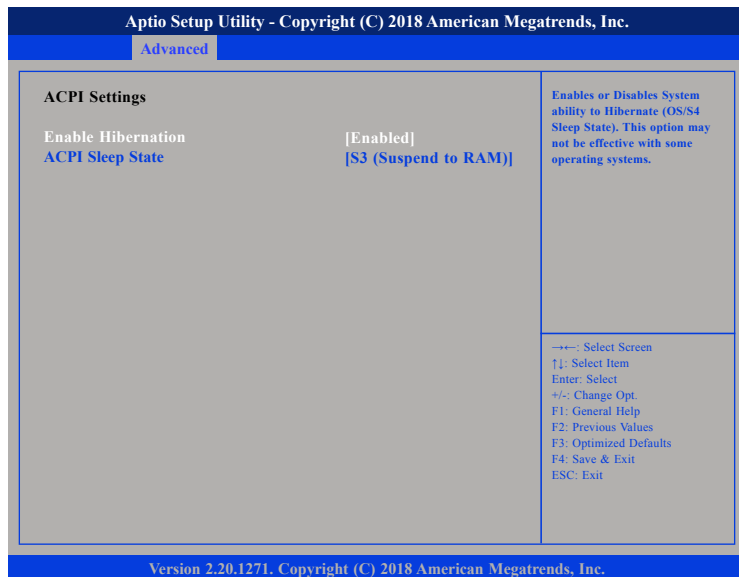 Aptio Setup Utility - Copyright (C) 2018 American Megatrends, Inc.
Advanced
ACPI Settings
Enable Hibernation [Enabled]
ACPI Sleep State [S3 (Suspend to RAM)]
Enables or Disables System
ability to Hibernate (OS/S4
Sleep State). This option may
not be effective with some
operating systems.
→←: Select Screen
↑↓: Select Item
Enter: Select
+/-: Change Opt.
F1: General Help
F2: Previous Values
F3: Optimized Defaults
F4: Save & Exit
ESC: Exit
Version 2.20.1271. Copyright (C) 2018 American Megatrends, Inc.